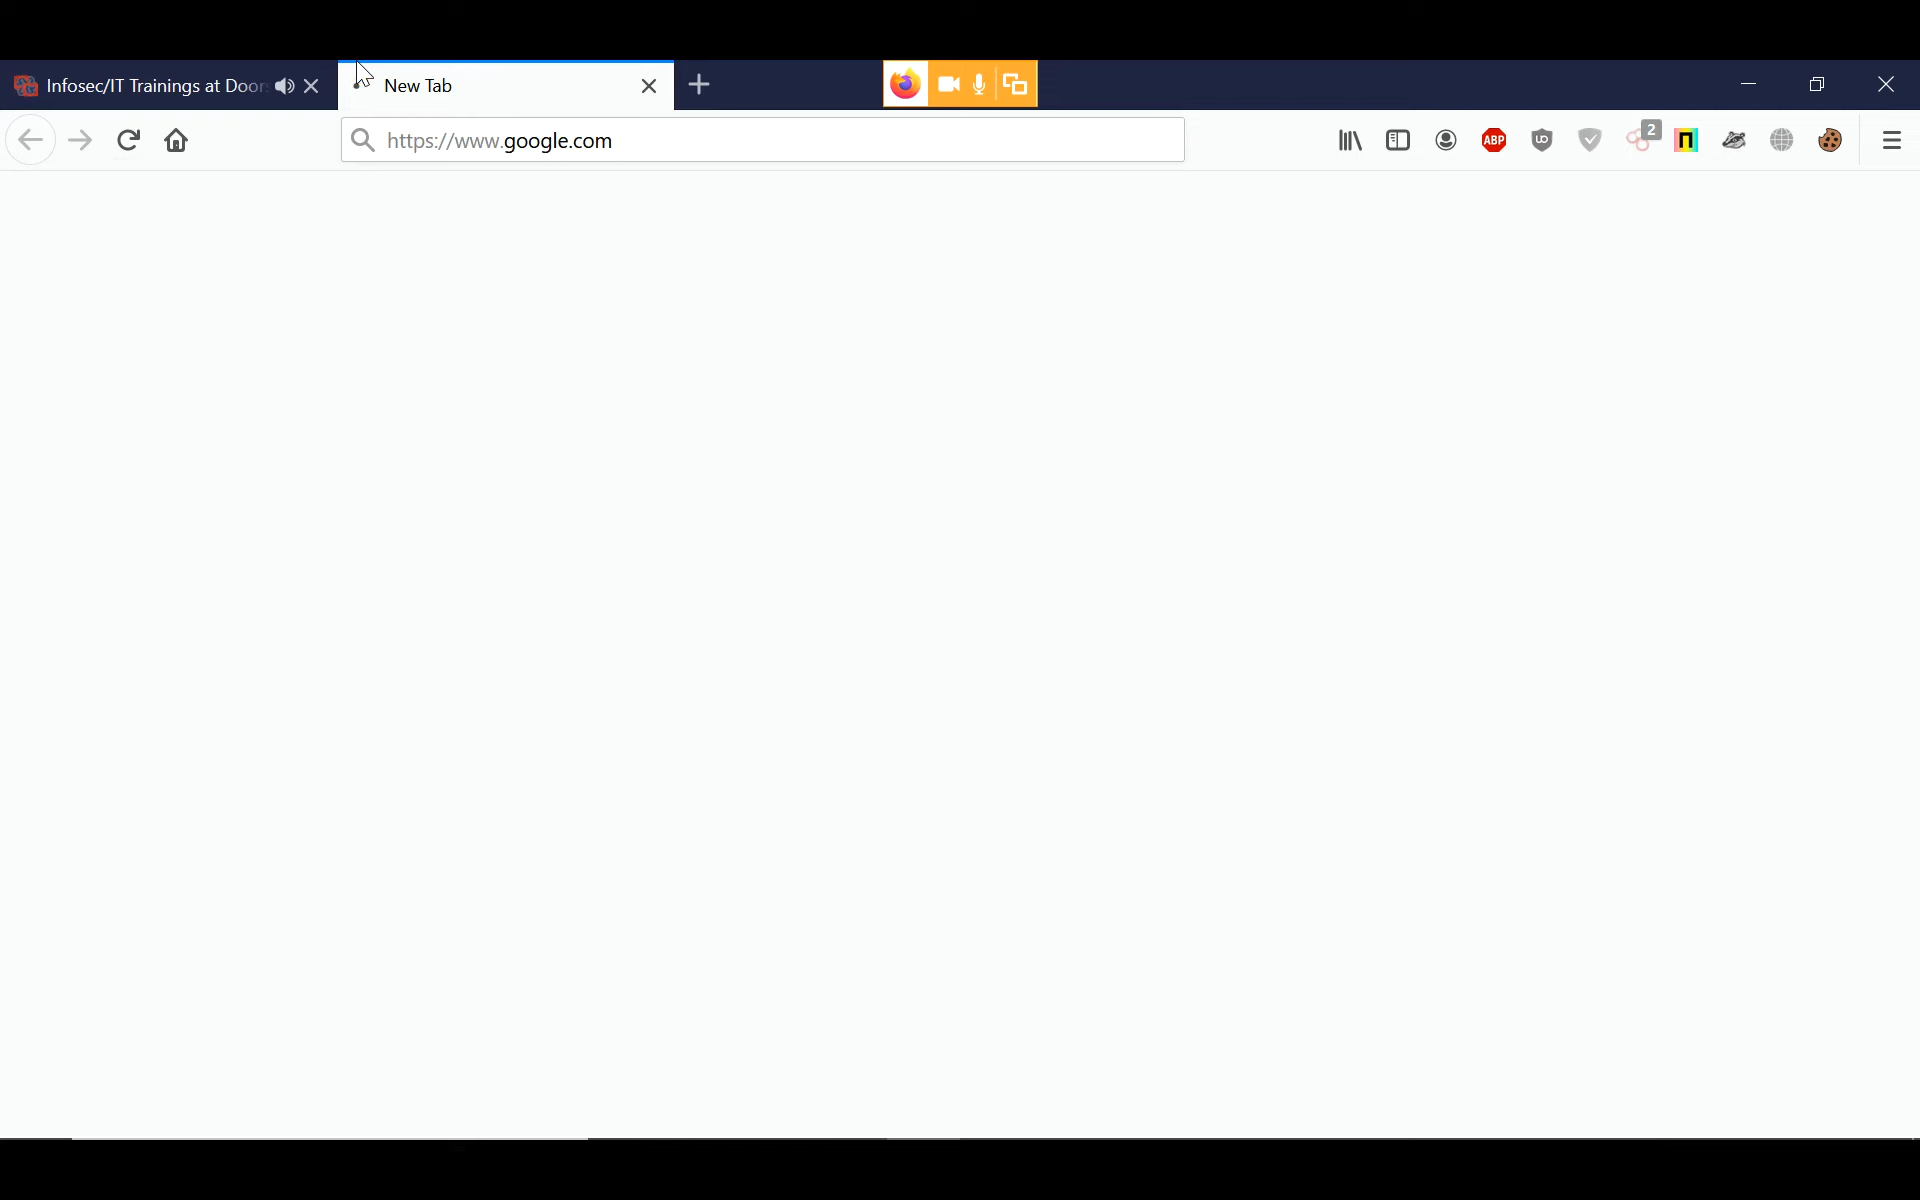 Infosec/IT Trainings at Door
New Tab
https://www.google.com
ABP
2